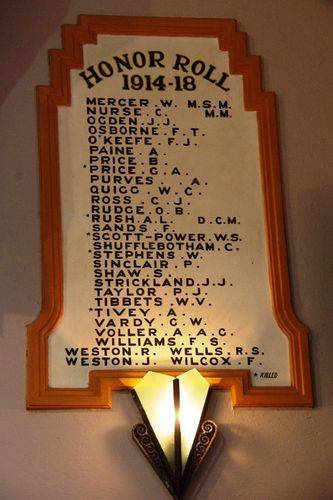 HONOR ROLL
1914-18
MERCER . W. M.S.M.
NURSE . C. M.M.
OGDEN . J.J.
OSBORNE . F . T.
O'KEEFE . F . J.
PAINE . A.
PRICE . B.
*PRICE . G . A.
PURVES . . A.
QUIGG . W . C.
ROSS . C . J.
RUDGE . O . B.
*RUSH . A . L. D.C.M.
SANDS . F.
*SCOTT-POWER . W.S.
SHUFFLEBOTHAM . C.
*STEPHENS . W.
SINCLAIR . P.
SHAW . S.
STRICKLAND . J.J.
TAYLOR . P . J.
TIBBETS . W . V.
*TIVEY . A.
VARDY . G . W.
VOLLER . A . A . G.
WILLIAMS . F . S.
WESTON . R. WELLS . R . S.
WESTON . J. WILCOX . F.
* KILLED